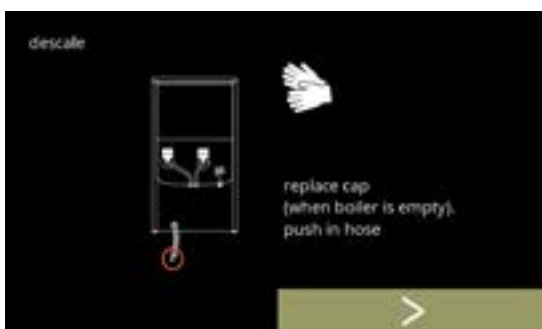 descale
replace cap
(when boiler is empty).
push in hose
>